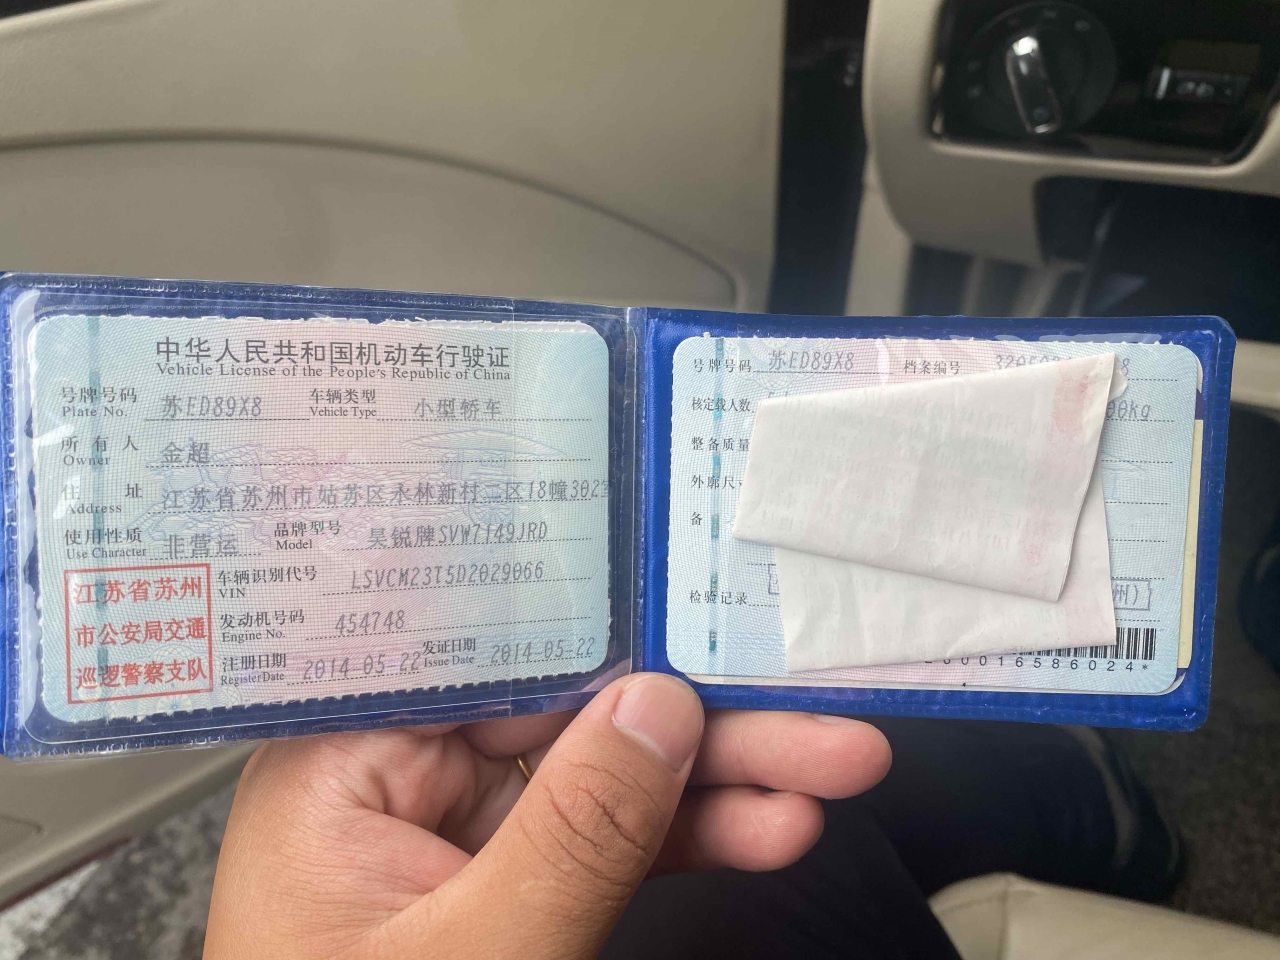 中华人民共和国机动车行驶证
Vehicle License of the People's Republic of China
号牌号码 苏ED89X8 车辆类型 小型轿车
Plate No. Vehicle Type
所有人 金超
Owner
住址 江苏省苏州市姑苏区永林新村三区18幢302室
Address
使用性质 非营运 品牌型号 昊锐牌SVW7149JRD
Use Character Model
江苏省苏州
市公安局交通
巡逻警察支队
车辆识别代号 LSVCM23T5D2029066
VIN
发动机号码 454748
Engine No.
注册日期 2014-05-22 发证日期 2014-05-22
Register Date Issue Date
号牌号码 苏ED89X8 档案编号
核定载人数
整备质量
外廓尺寸
备
检验记录
0016586024*